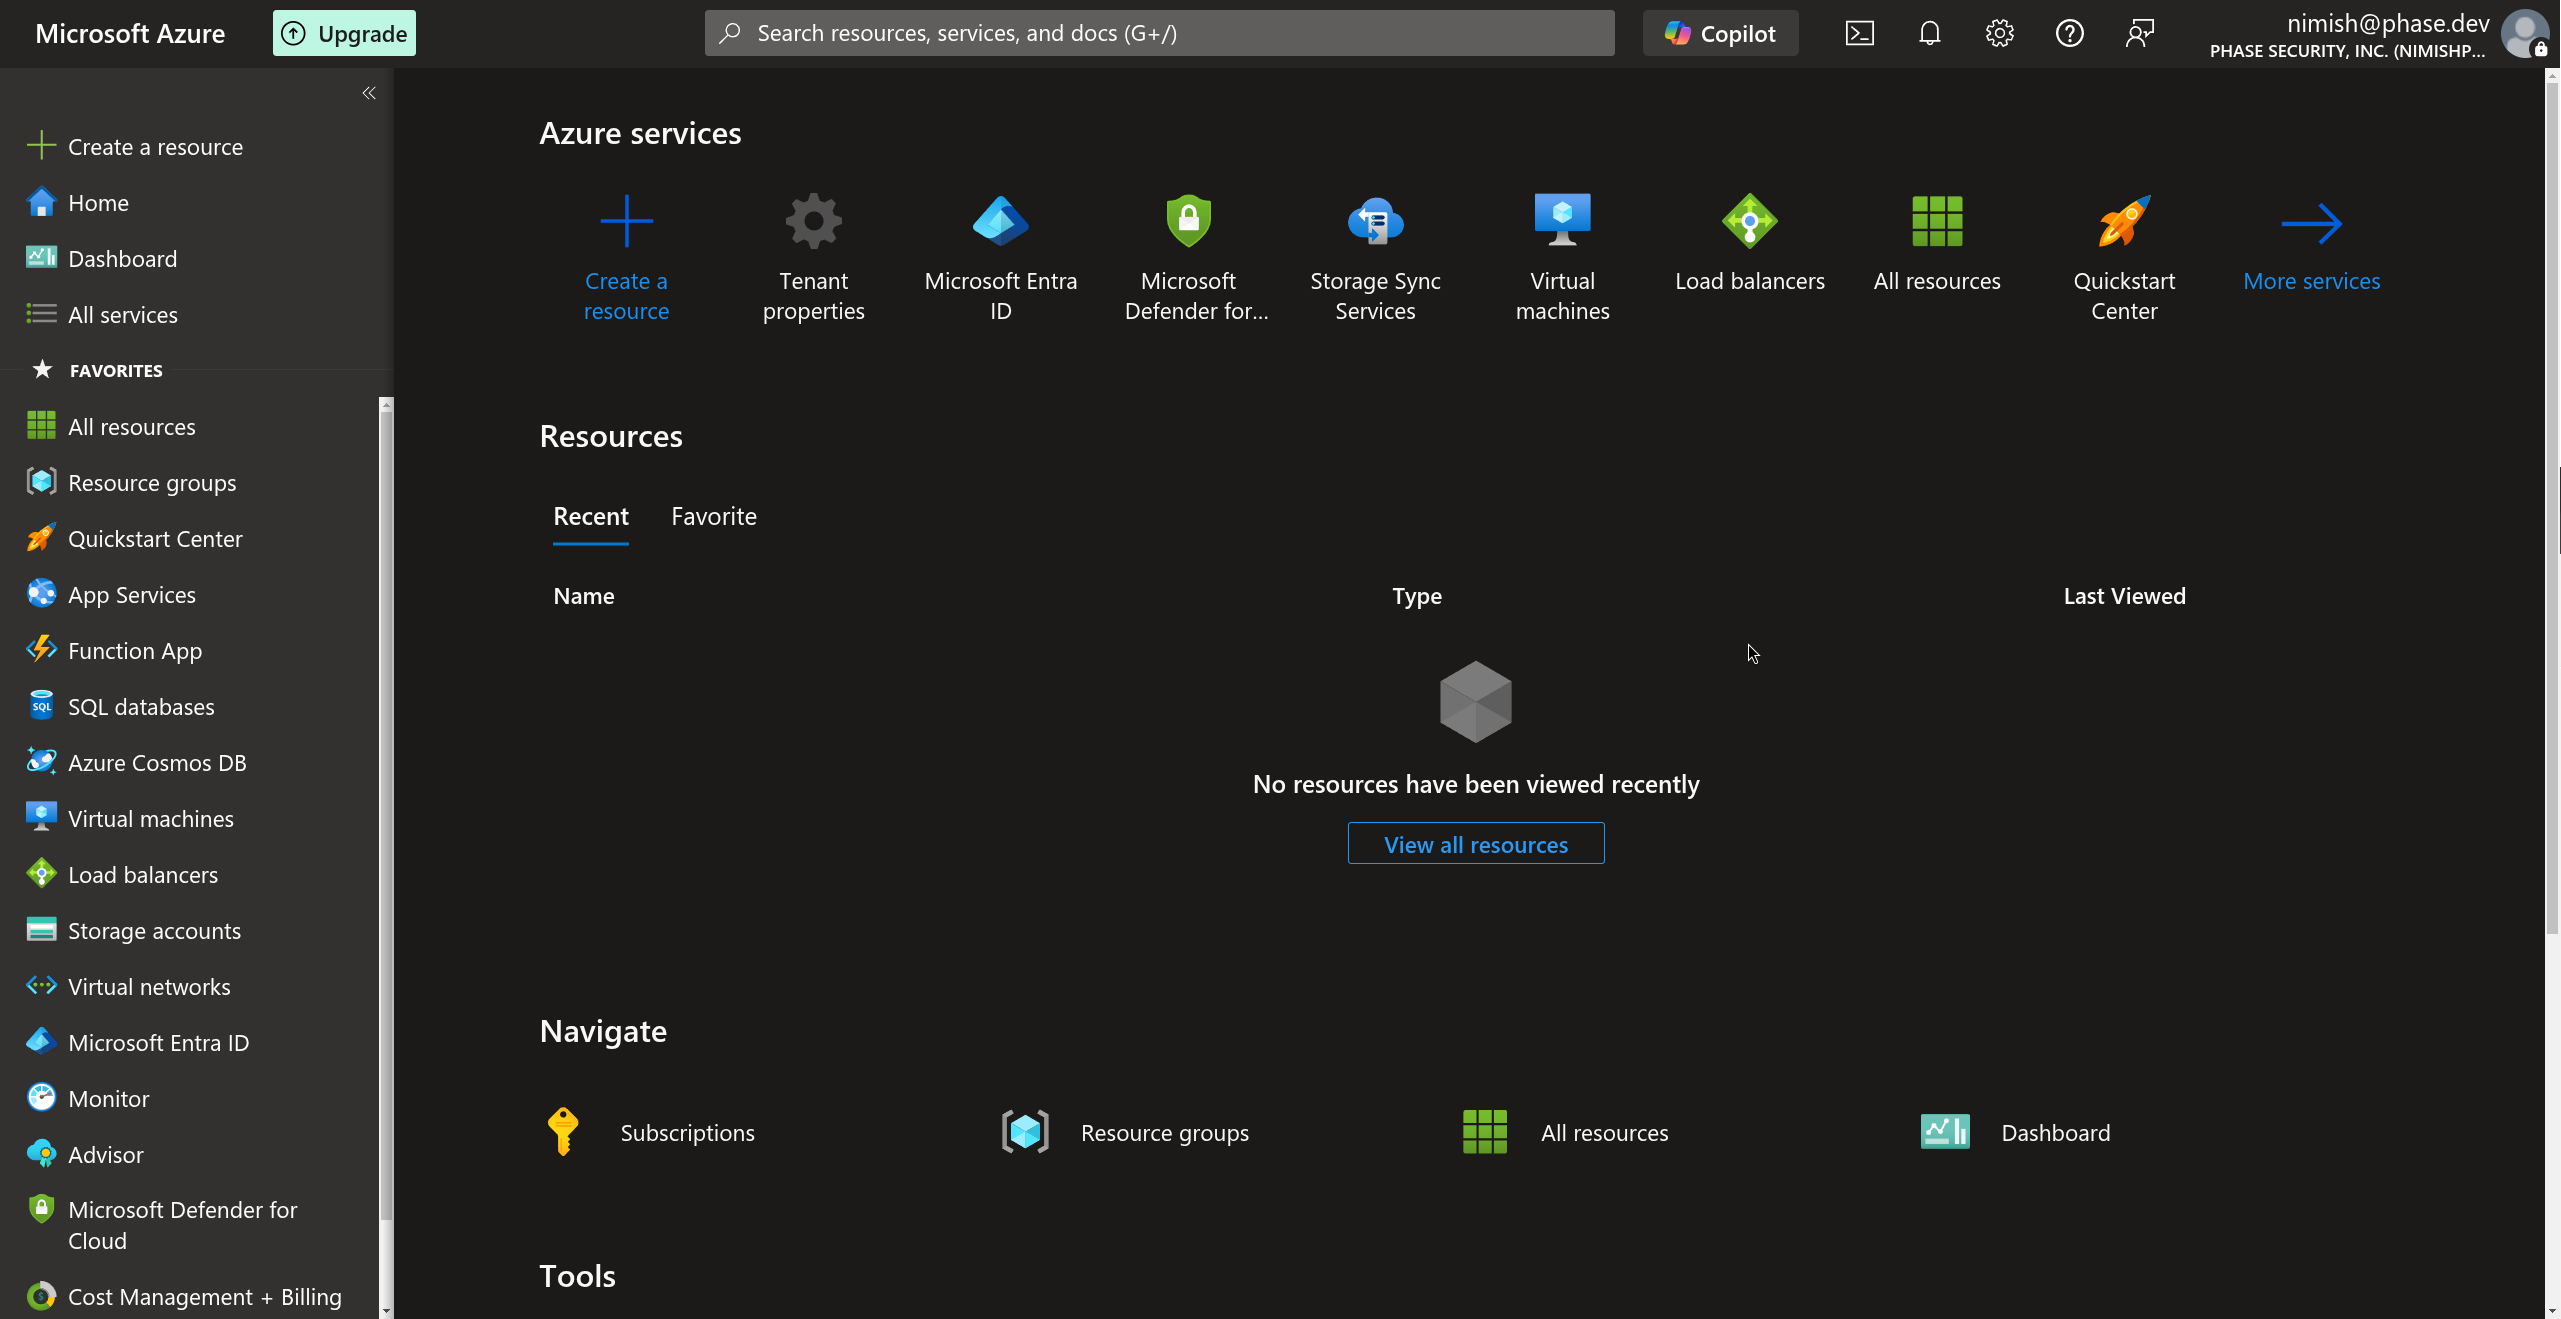 Microsoft Azure
Upgrade
Search resources, services, and docs (G+/)
Copilot
nimish@phase.dev
PHASE SECURITY, INC. (NIMISHP...
Create a resource
Home
Dashboard
All services
FAVORITES
All resources
Resource groups
Quickstart Center
App Services
Function App
SQL databases
Azure Cosmos DB
Virtual machines
Load balancers
Storage accounts
Virtual networks
Microsoft Entra ID
Monitor
Advisor
Microsoft Defender for
Cloud
Cost Management + Billing
Azure services
Create a
resource
Tenant
properties
Microsoft Entra
ID
Microsoft
Defender for...
Storage Sync
Services
Virtual
machines
Load balancers
All resources
Quickstart
Center
More services
Resources
Recent
Favorite
Name
Type
Last Viewed
No resources have been viewed recently
View all resources
Navigate
Subscriptions
Resource groups
All resources
Dashboard
Tools